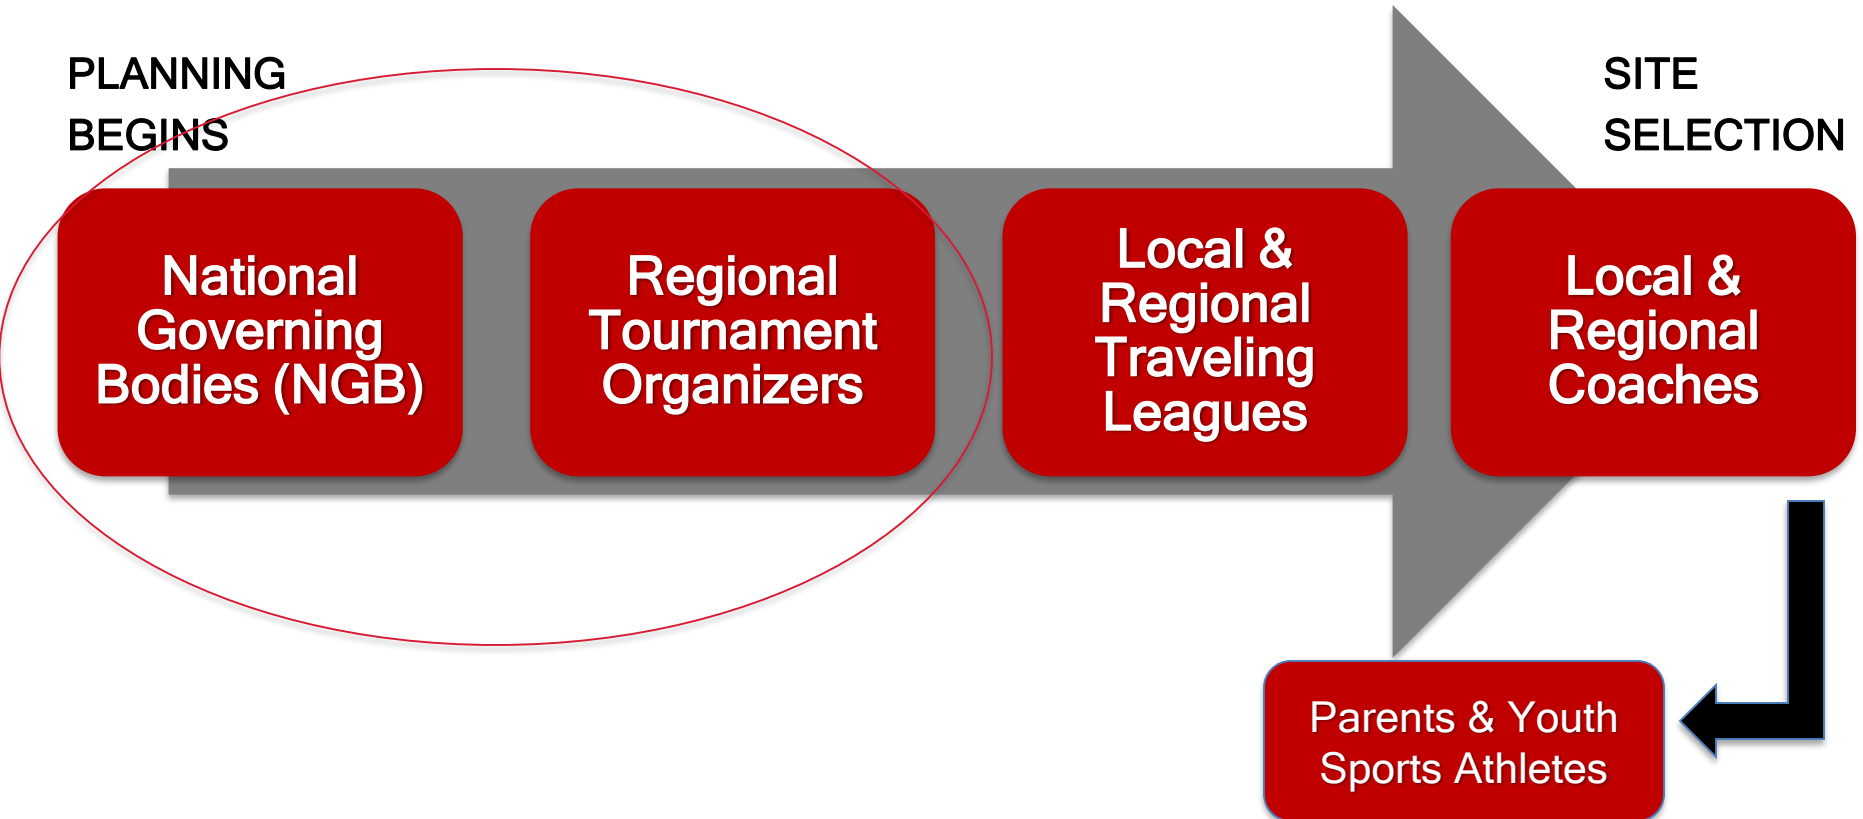 PLANNING
BEGINS
SITE
SELECTION
National
Governing
Bodies (NGB)
Regional
Tournament
Organizers
Local &
Regional
Traveling
Leagues
Local &
Regional
Coaches
Parents & Youth
Sports Athletes